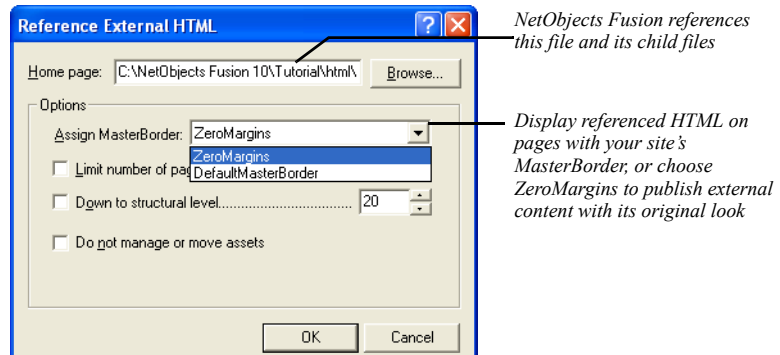 Reference External HTML
NetObjects Fusion references
this file and its child files
Home page: C:\NetObjects Fusion 10\Tutorial\html\ Browse...
Options
Assign MasterBorder: ZeroMargins
ZeroMargins
DefaultMasterBorder
Limit number of
Down to structural level 20
Do not manage or move assets
OK Cancel
Display referenced HTML on
pages with your site's
MasterBorder, or choose
ZeroMargins to publish external
content with its original look